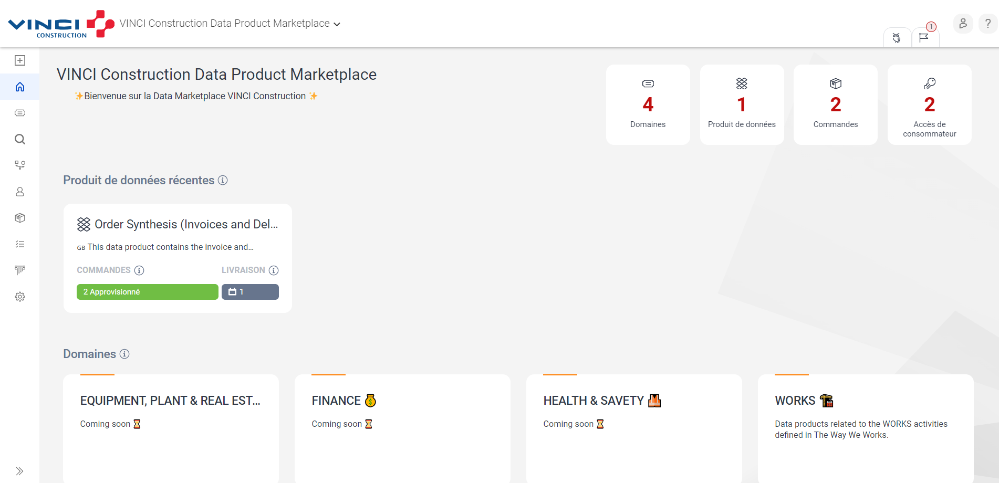 VINCI
CONSTRUCTION
VINCI Construction Data Product Marketplace
1
?
VINCI Construction Data Product Marketplace
✨Bienvenue sur la Data Marketplace VINCI Construction ✨
4
Domaines
1
Produit de données
2
Commandes
2
Accès de
consommateur
Produit de données récentes
Order Synthesis (Invoices and Del...
GB This data product contains the invoice and...
COMMANDES
LIVRAISON
2 Approvisionné
1
Domaines
EQUIPMENT, PLANT & REAL EST...
Coming soon ⌛
FINANCE 💰
Coming soon ⌛
HEALTH & SAVETY 🦺
Coming soon ⌛
WORKS 🏗
Data products related to the WORKS activities
defined in The Way We Works.